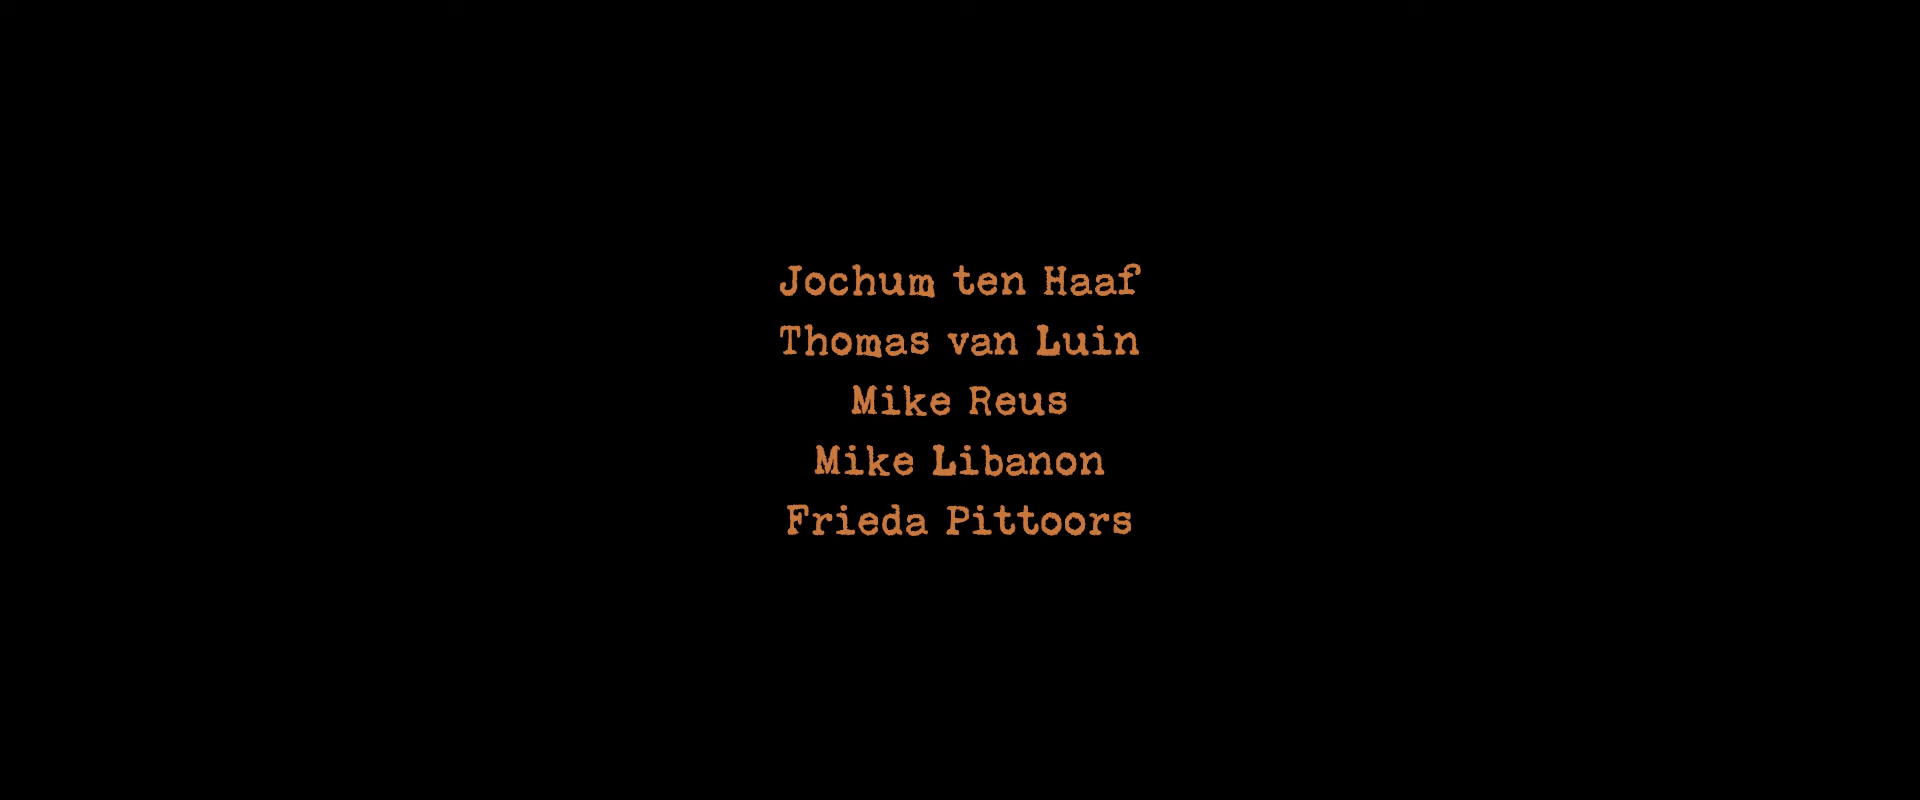 Jochum ten Haaf
Thomas van Luin
Mike Reus
Mike Libanon
Frieda Pittoors